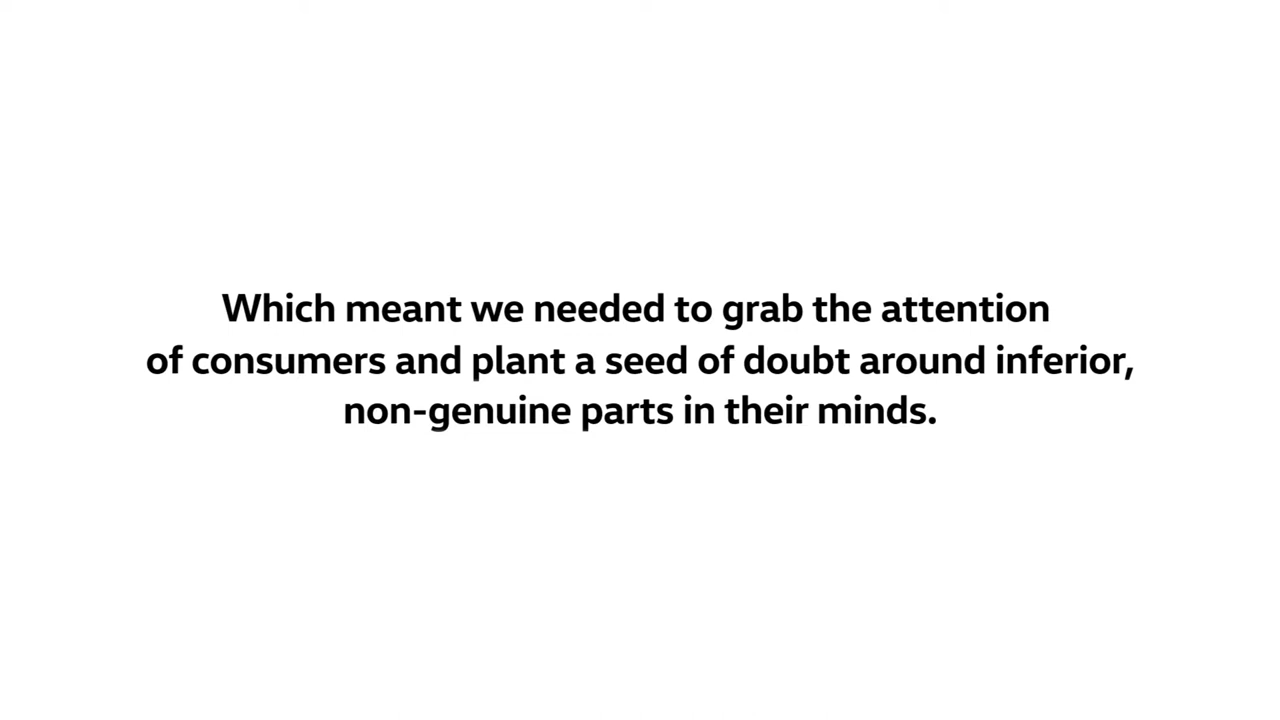 Which meant we needed to grab the attention
of consumers and plant a seed of doubt around inferior,
non-genuine parts in their minds.